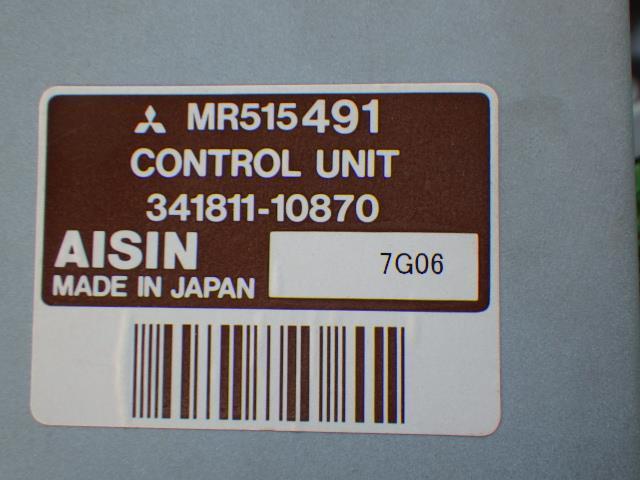 MR515491
CONTROL UNIT
341811-10870
AISIN
MADE IN JAPAN
7G06